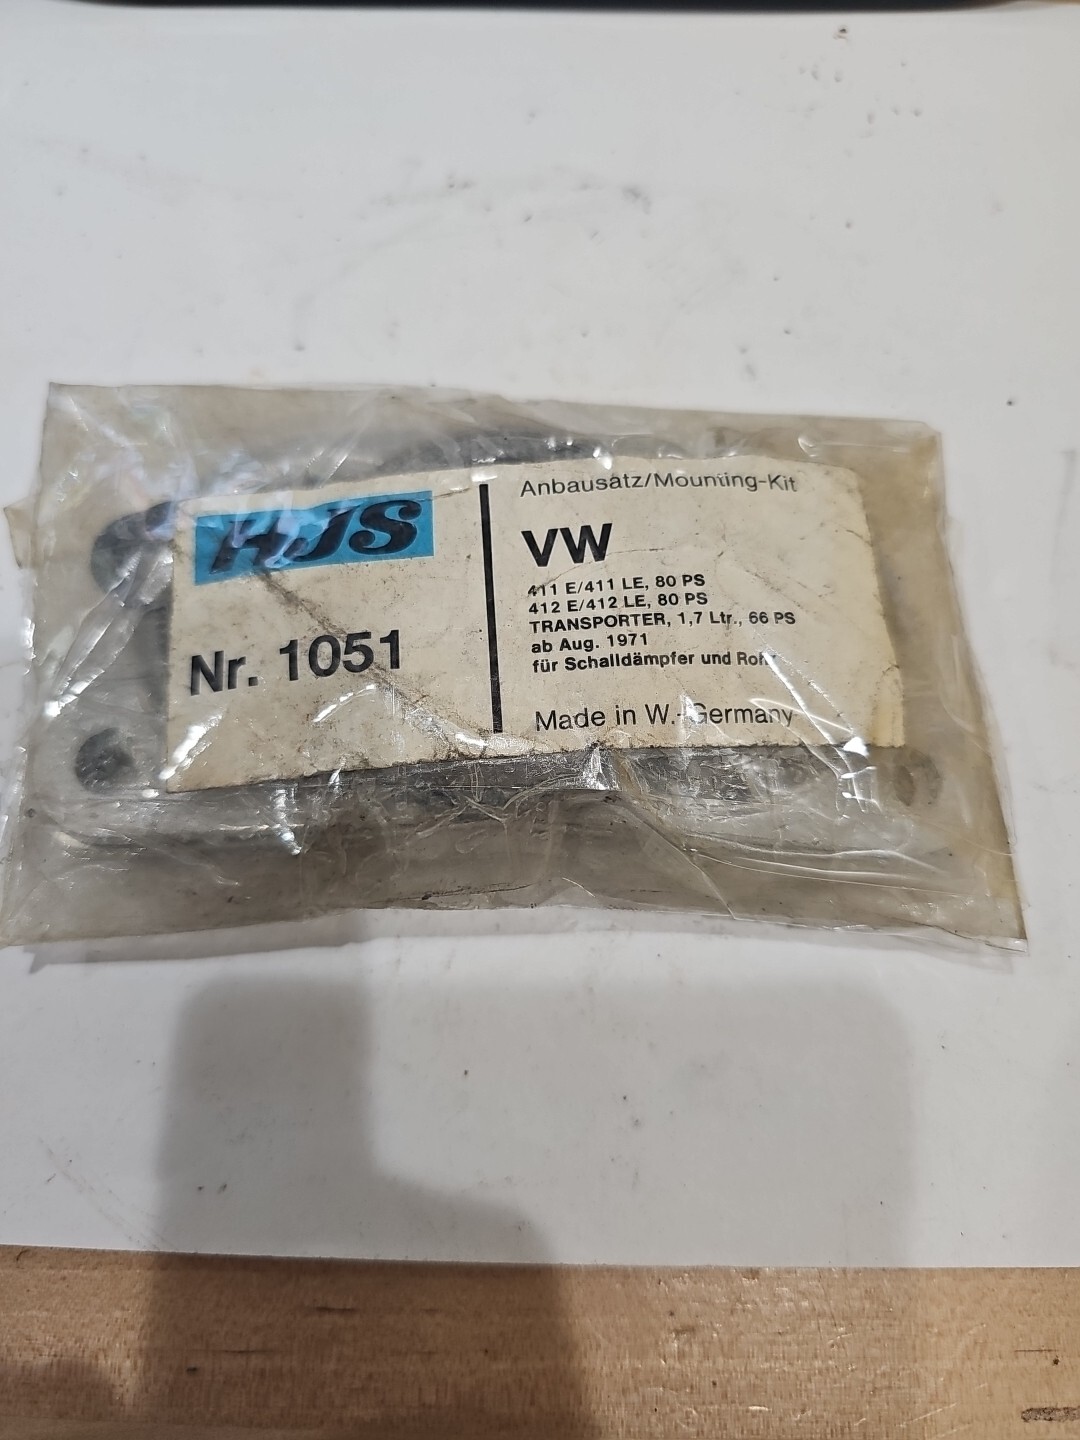 HJS
Nr. 1051
Anbausatz/Mounting-Kit
VW
411 E/411 LE, 80 PS
412 E/412 LE, 80 PS
TRANSPORTER, 1,7 Ltr., 66 PS
ab Aug. 1971
für Schalldämpfer und Rohr
Made in W.-Germany